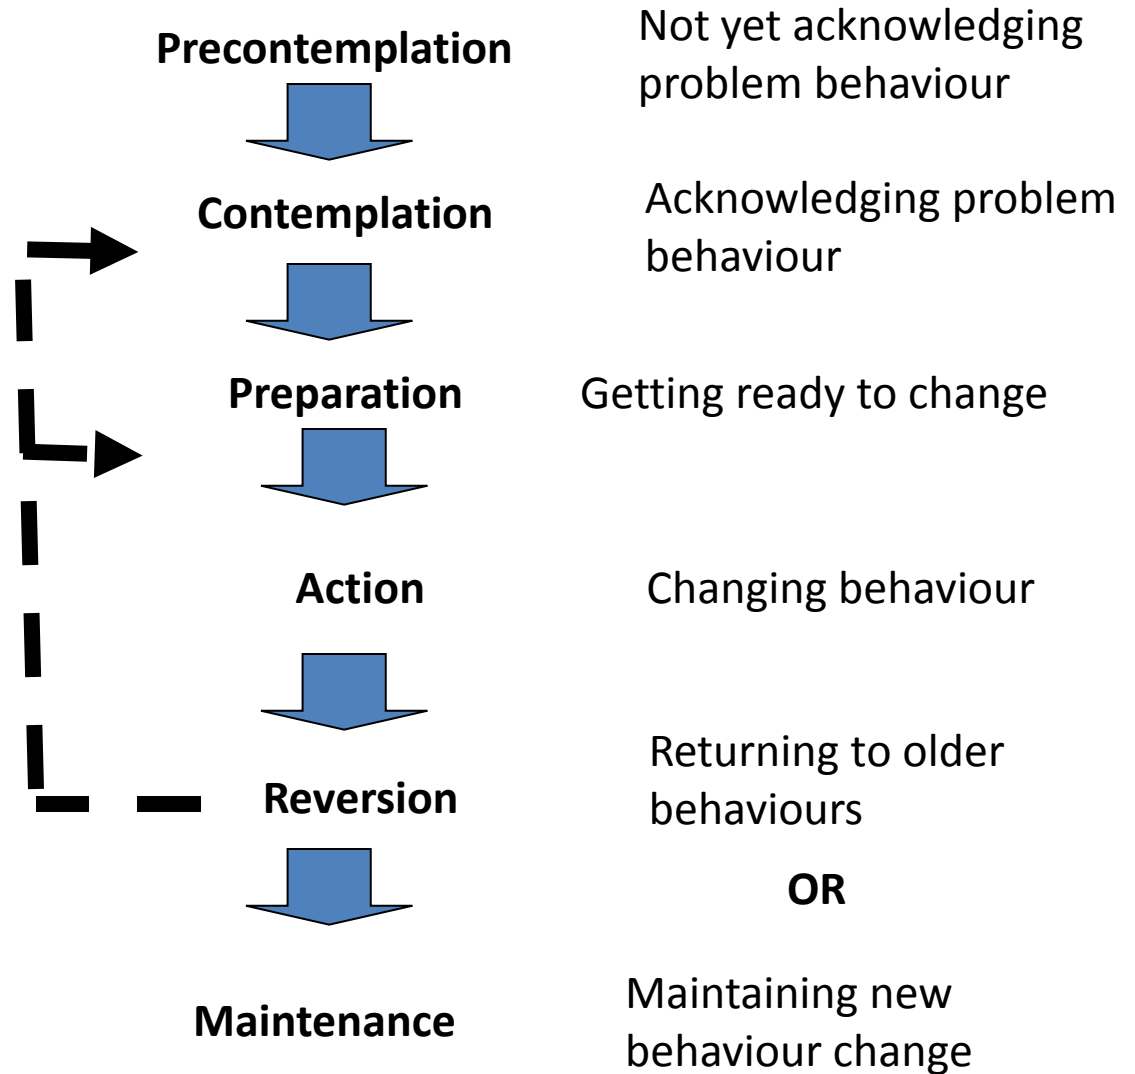 Precontemplation
Not yet acknowledging
problem behaviour
Contemplation
Acknowledging problem
behaviour
Preparation
Getting ready to change
Action
Changing behaviour
Reversion
Returning to older
behaviours
OR
Maintenance
Maintaining new
behaviour change